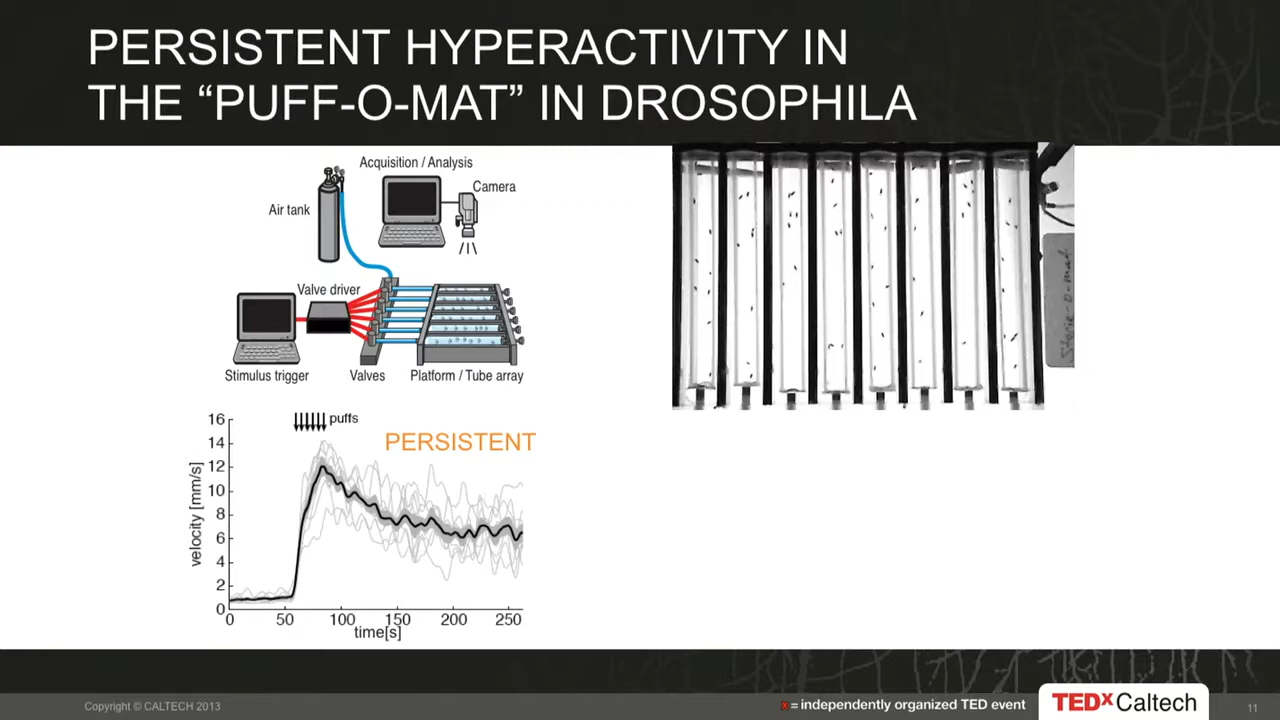 PERSISTENT HYPERACTIVITY IN
THE “PUFF-O-MAT” IN DROSOPHILA
Acquisition / Analysis
Camera
Air tank
Valve driver
Stimulus trigger
Valves
Platform / Tube array
puffs
PERSISTENT
velocity [mm/s]
16
14
12
10
8
6
4
2
0
0 50 100 150 200 250
time[s]
Copyright © CALTECH 2013
x = independently organized TED event
TEDxCaltech
11